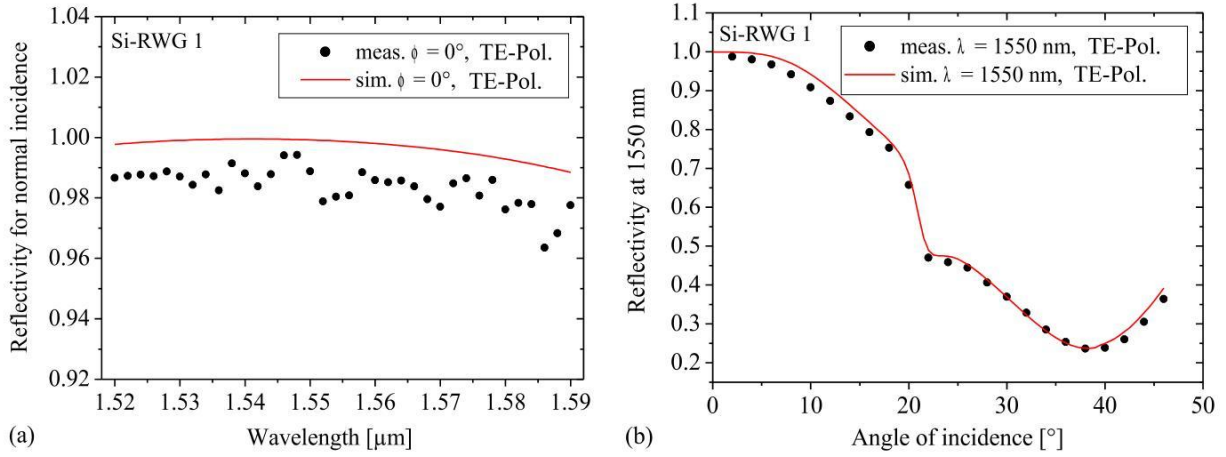 Si-RWG 1
meas. ϕ = 0°, TE-Pol.
sim. ϕ = 0°, TE-Pol.
Reflectivity for normal incidence
1.04
1.02
1.00
0.98
0.96
0.94
0.92
1.52 1.53 1.54 1.55 1.56 1.57 1.58 1.59
Wavelength [µm]
(a)
Si-RWG 1
meas. λ = 1550 nm, TE-Pol.
sim. λ = 1550 nm, TE-Pol.
Reflectivity at 1550 nm
1.1
1.0
0.9
0.8
0.7
0.6
0.5
0.4
0.3
0.2
0 10 20 30 40 50
Angle of incidence [°]
(b)